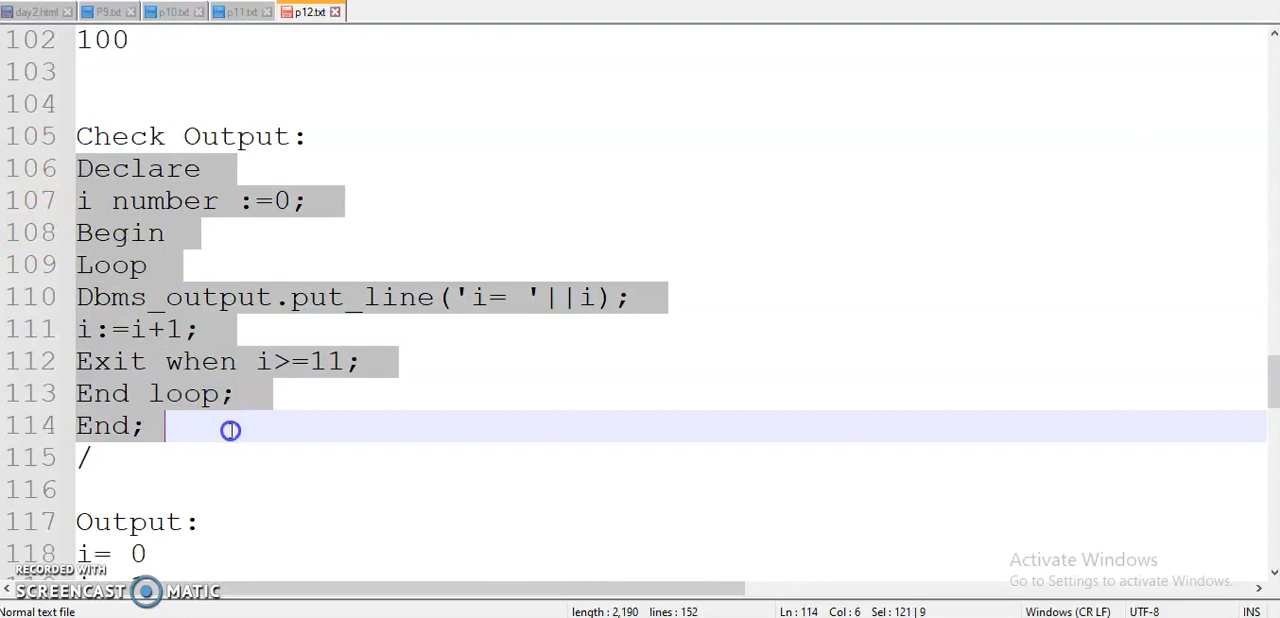 day2.html P9.txt p10.txt p11.txt p12.txt
102 100
103
104
105 Check Output:
106 Declare
107 i number :=0;
108 Begin
109 Loop
110 Dbms_output.put_line('i= '||i);
111 i:=i+1;
112 Exit when i>=11;
113 End loop;
114 End;
115 /
116
117 Output:
118 i= 0
RECORDED WITH
SCREENCAST MATIC
Activate Windows
Go to Settings to activate Windows.
Normal text file length : 2,190 lines : 152 Ln : 114 Col : 6 Sel : 121 | 9 Windows (CR LF) UTF-8 INS